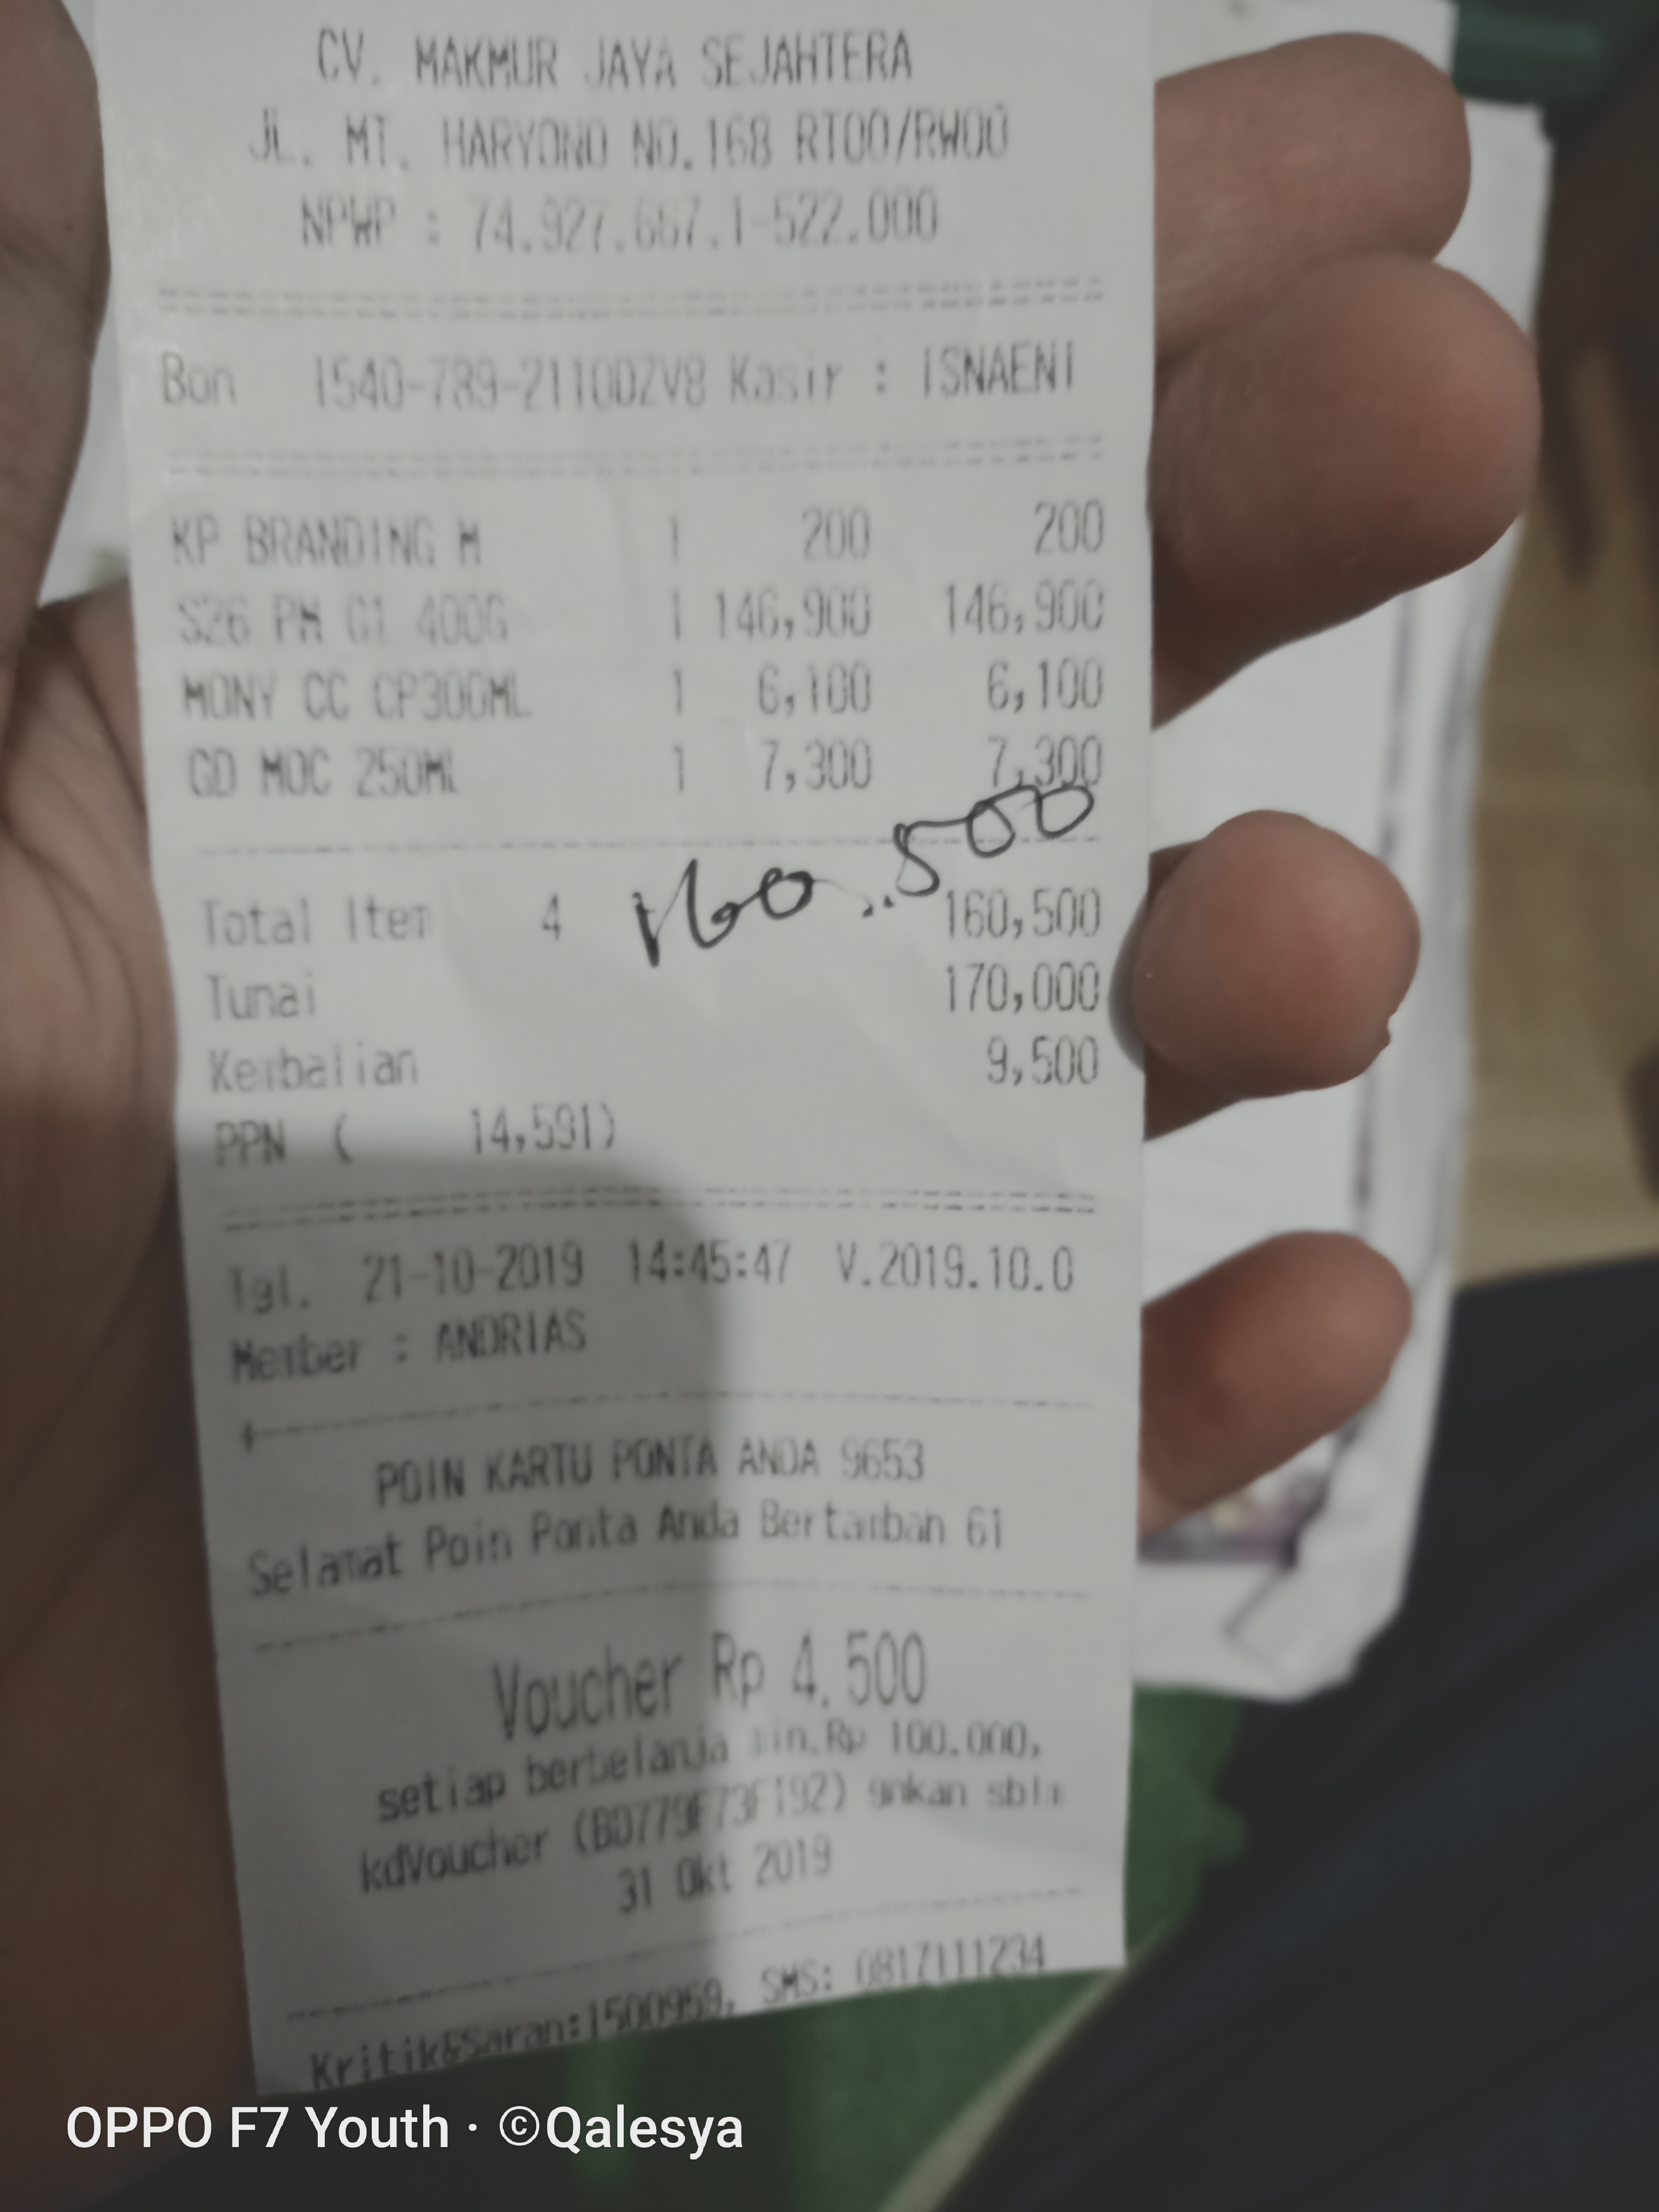 CV. MAKMUR JAYA SEJAHTERA
JL. MT. HARYONO NO.168 RT00/RW00
NPWP : 74.927.667.1-522.000
Bon 1540-789-2110DZV8 Kasir : ISNAENI
KP BRANDING M 1 200 200
S26 PM G1 400G 1 146,900 146,900
MONY CC CP300ML 1 6,100 6,100
GD MOC 250ML 1 7,300 7,300
160.500
Total Item 4 160,500
Tunai 170,000
Kembalian 9,500
PPN ( 14,591)
Tgl. 21-10-2019 14:45:47 V.2019.10.0
Member : ANDRIAS
POIN KARTU PONTA ANDA 9653
Selamat Poin Ponta Anda Bertambah 61
Voucher Rp 4.500
setiap berbelanja min.Rp 100.000,
kdVoucher (BD779F73F192) gnkan sblm
31 Okt 2019
Kritik&Saran:1500959, SMS: 0817111234
OPPO F7 Youth · ©Qalesya